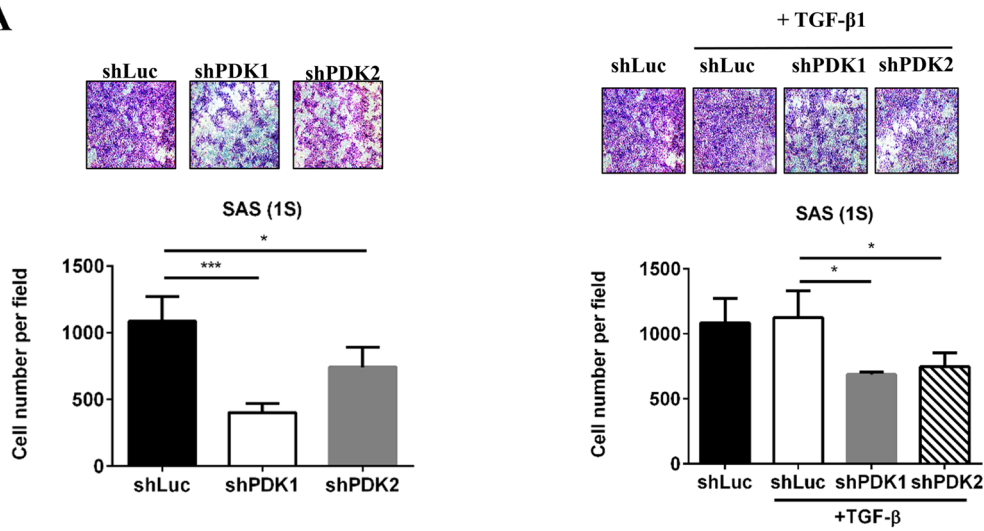 A
shLuc shPDK1 shPDK2
SAS (1S)
*
***
Cell number per field
1500
1000
500
0
shLuc shPDK1 shPDK2
+ TGF-β1
shLuc shLuc shPDK1 shPDK2
SAS (1S)
*
*
Cell number per field
1500
1000
500
0
shLuc shLuc shPDK1 shPDK2
+TGF-β